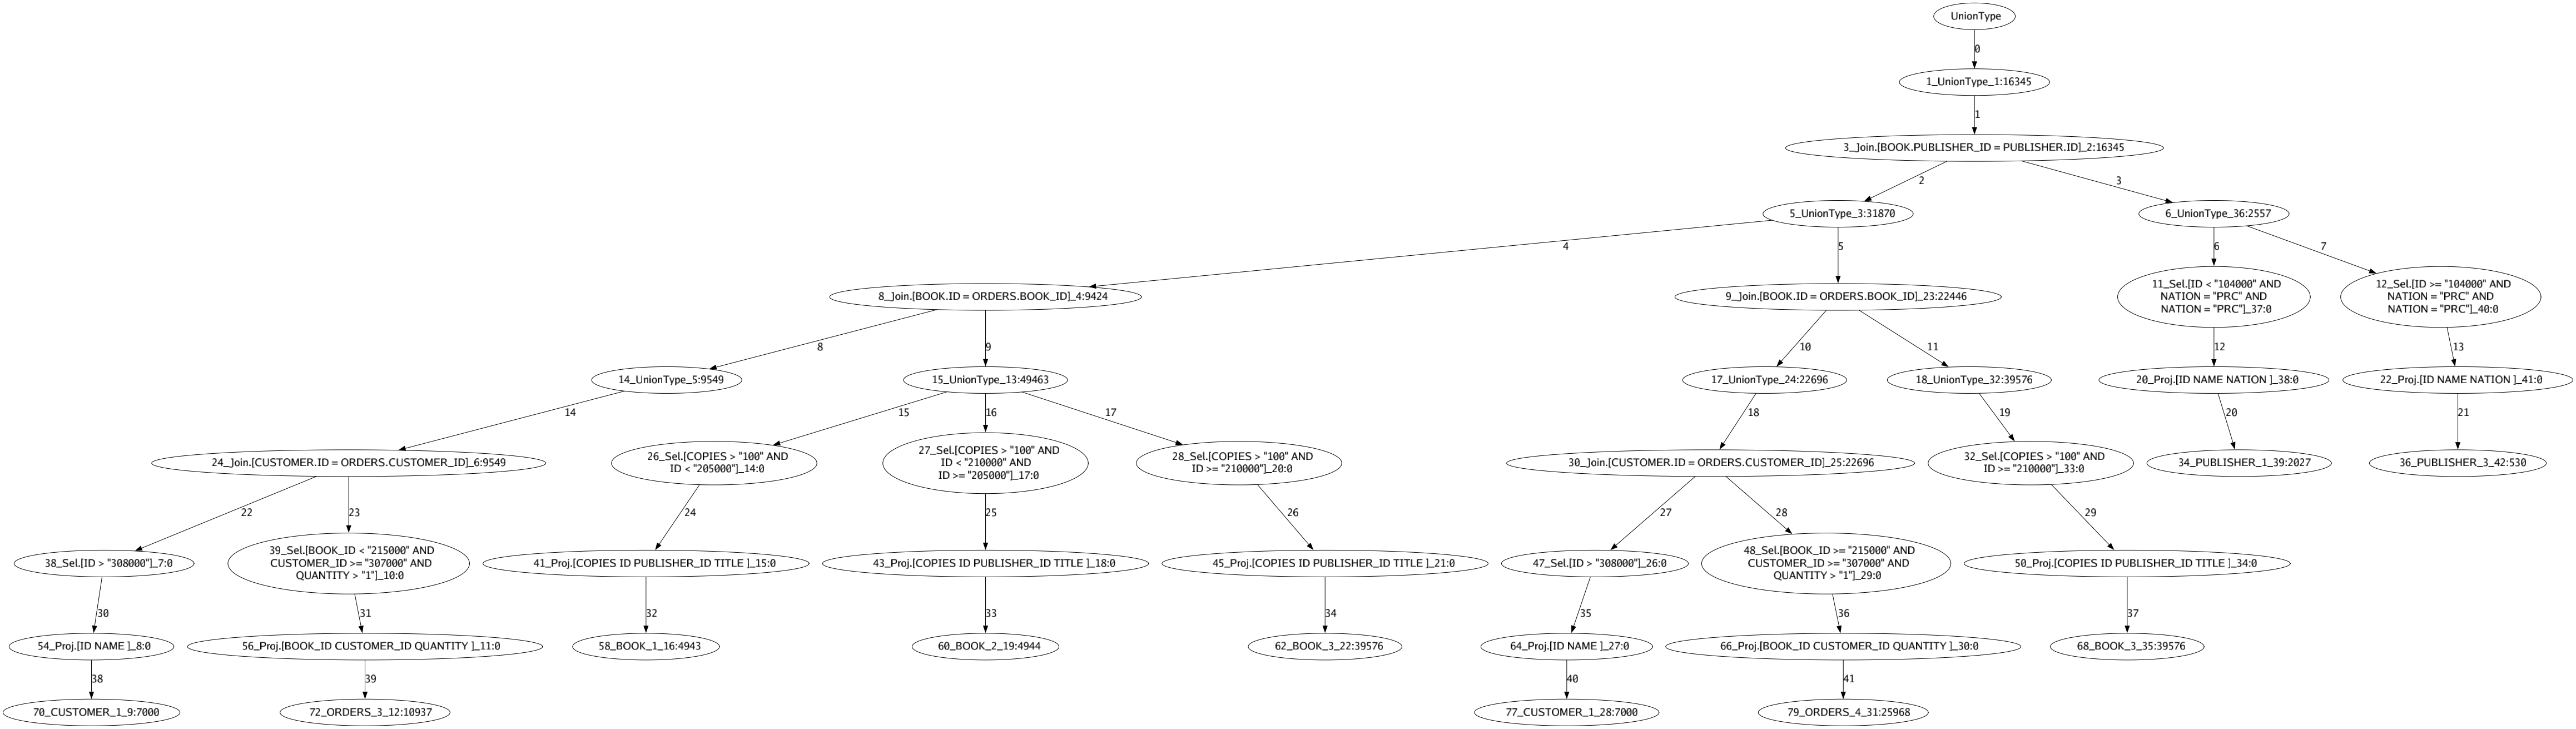 UnionType
0
1_UnionType_1:16345
1
3_Join.[BOOK.PUBLISHER_ID = PUBLISHER.ID]_2:16345
2
3
5_UnionType_3:31870
6_UnionType_36:2557
4
5
6
7
8_Join.[BOOK.ID = ORDERS.BOOK_ID]_4:9424
9_Join.[BOOK.ID = ORDERS.BOOK_ID]_23:22446
11_Sel.[ID < "104000" AND
NATION = "PRC" AND
NATION = "PRC"]_37:0
12_Sel.[ID >= "104000" AND
NATION = "PRC" AND
NATION = "PRC"]_40:0
8
9
10
11
12
13
14_UnionType_5:9549
15_UnionType_13:49463
17_UnionType_24:22696
18_UnionType_32:39576
20_Proj.[ID NAME NATION ]_38:0
22_Proj.[ID NAME NATION ]_41:0
14
15
16
17
18
19
20
21
24_Join.[CUSTOMER.ID = ORDERS.CUSTOMER_ID]_6:9549
26_Sel.[COPIES > "100" AND
ID < "205000"]_14:0
27_Sel.[COPIES > "100" AND
ID < "210000" AND
ID >= "205000"]_17:0
28_Sel.[COPIES > "100" AND
ID >= "210000"]_20:0
30_Join.[CUSTOMER.ID = ORDERS.CUSTOMER_ID]_25:22696
32_Sel.[COPIES > "100" AND
ID >= "210000"]_33:0
34_PUBLISHER_1_39:2027
36_PUBLISHER_3_42:530
22
23
24
25
26
27
28
29
38_Sel.[ID > "308000"]_7:0
39_Sel.[BOOK_ID < "215000" AND
CUSTOMER_ID >= "307000" AND
QUANTITY > "1"]_10:0
41_Proj.[COPIES ID PUBLISHER_ID TITLE ]_15:0
43_Proj.[COPIES ID PUBLISHER_ID TITLE ]_18:0
45_Proj.[COPIES ID PUBLISHER_ID TITLE ]_21:0
47_Sel.[ID > "308000"]_26:0
48_Sel.[BOOK_ID >= "215000" AND
CUSTOMER_ID >= "307000" AND
QUANTITY > "1"]_29:0
50_Proj.[COPIES ID PUBLISHER_ID TITLE ]_34:0
30
31
32
33
34
35
36
37
54_Proj.[ID NAME ]_8:0
56_Proj.[BOOK_ID CUSTOMER_ID QUANTITY ]_11:0
58_BOOK_1_16:4943
60_BOOK_2_19:4944
62_BOOK_3_22:39576
64_Proj.[ID NAME ]_27:0
66_Proj.[BOOK_ID CUSTOMER_ID QUANTITY ]_30:0
68_BOOK_3_35:39576
38
39
40
41
70_CUSTOMER_1_9:7000
72_ORDERS_3_12:10937
77_CUSTOMER_1_28:7000
79_ORDERS_4_31:25968